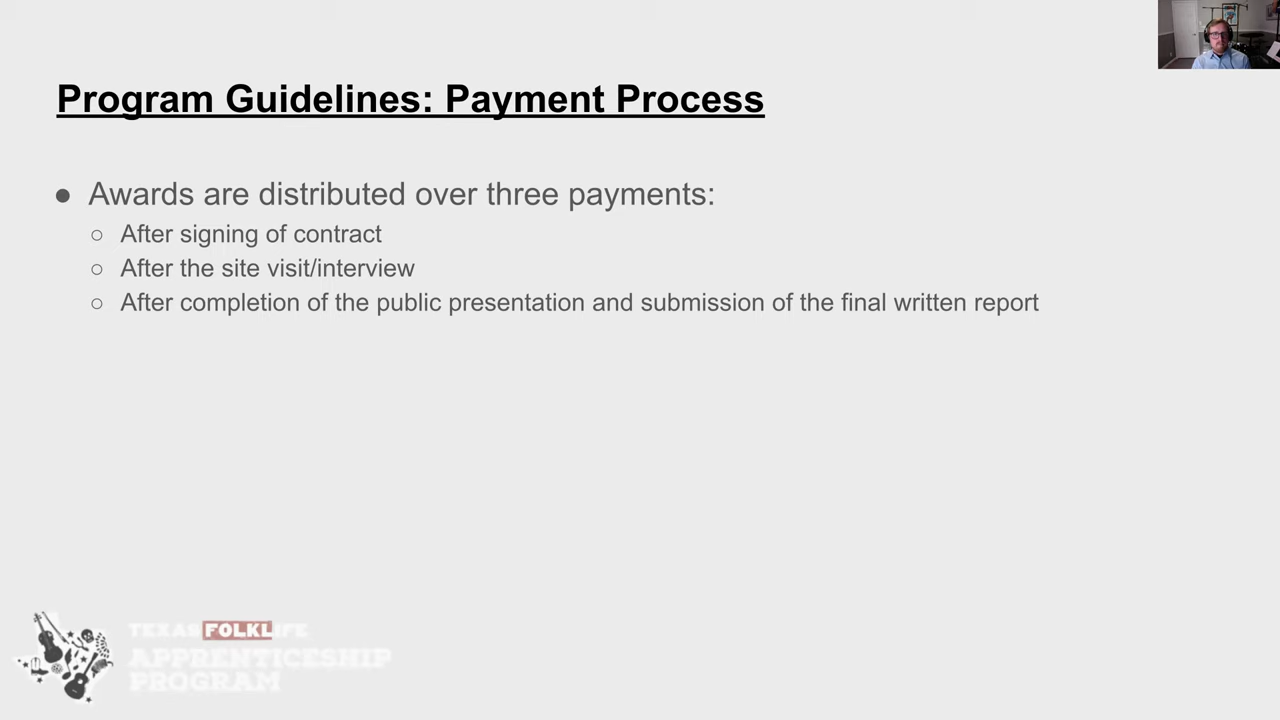 Program Guidelines: Payment Process
● Awards are distributed over three payments:
○ After signing of contract
○ After the site visit/interview
○ After completion of the public presentation and submission of the final written report
TEXAS FOLKLIFE
APPRENTICESHIP
PROGRAM